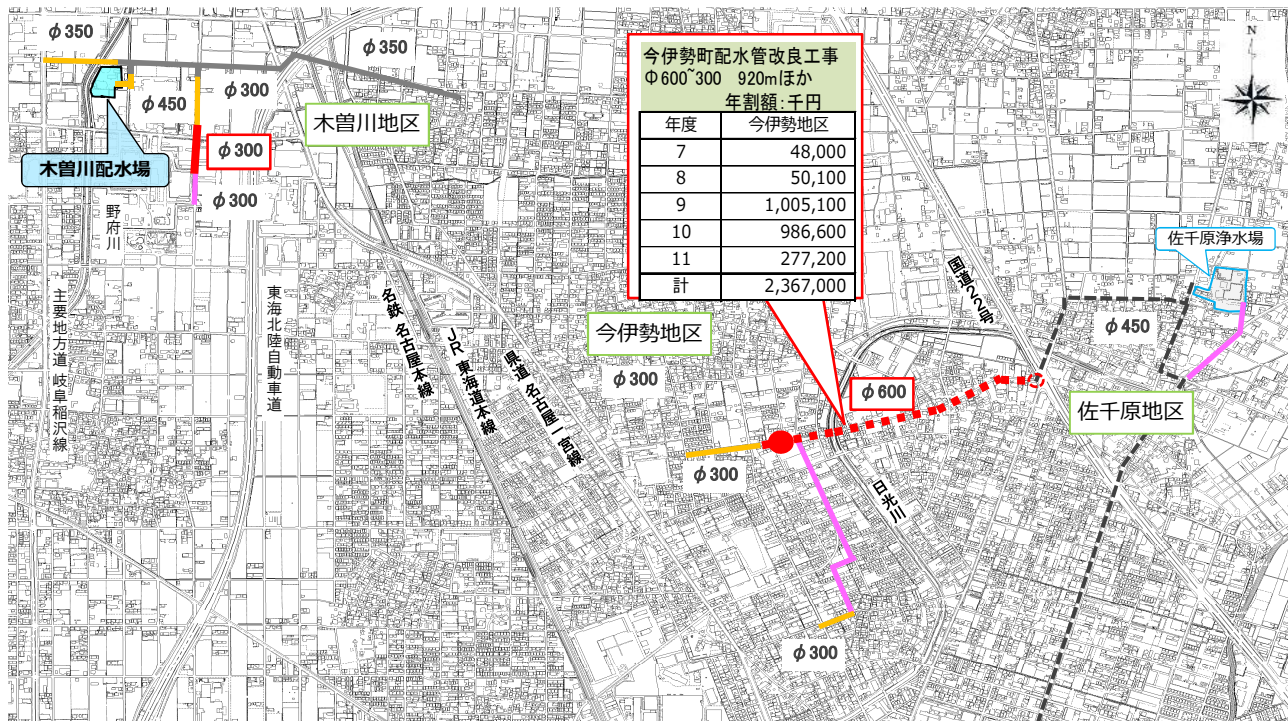 φ350
φ350
φ450
φ300
木曽川地区
φ300
木曽川配水場
φ300
野府川
主要地方道 岐阜稲沢線
東海北陸自動車道
名鉄 名古屋本線
JR 東海道本線
県道 名古屋一宮線
今伊勢町配水管改良工事
Φ600~300 920mほか
年割額:千円
年度 今伊勢地区
7 48,000
8 50,100
9 1,005,100
10 986,600
11 277,200
計 2,367,000
N
国道22号
佐千原浄水場
φ450
今伊勢地区
φ300
φ600
佐千原地区
φ300
日光川
φ300